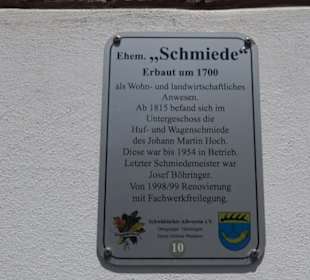 Ehem. „Schmiede"
Erbaut um 1700
als Wohn- und landwirtschaftliches
Anwesen.
Ab 1815 befand sich im
Untergeschoss die
Huf- und Wagenschmiede
des Johann Martin Hoch.
Diese war bis 1954 in Betrieb.
Letzter Schmiedemeister war
Josef Böhringer.
Von 1998/99 Renovierung
mit Fachwerkfreilegung.
Schwäbischer Albverein e.V.
10